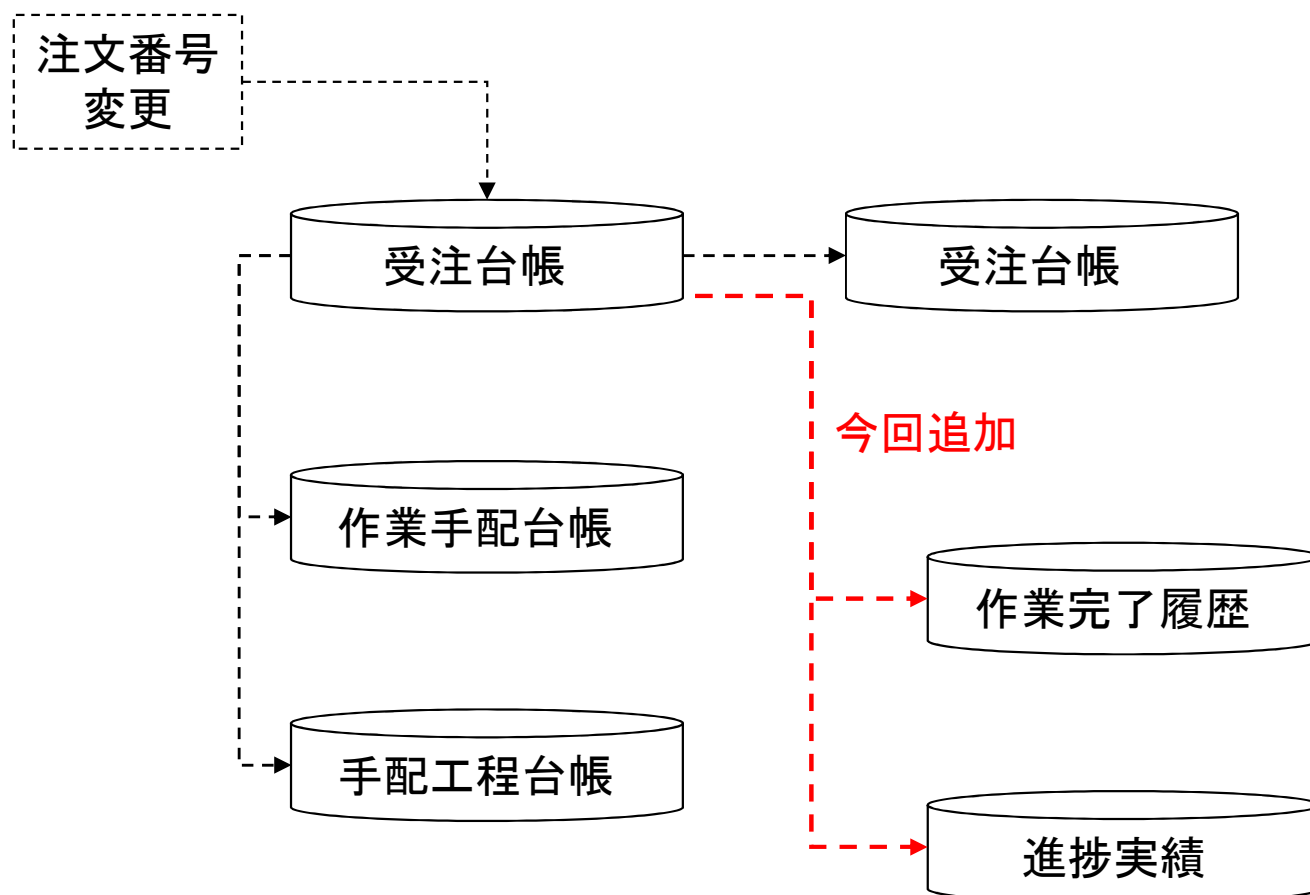 注文番号
変更
受注台帳
受注台帳
今回追加
作業手配台帳
作業完了履歴
手配工程台帳
進捗実績